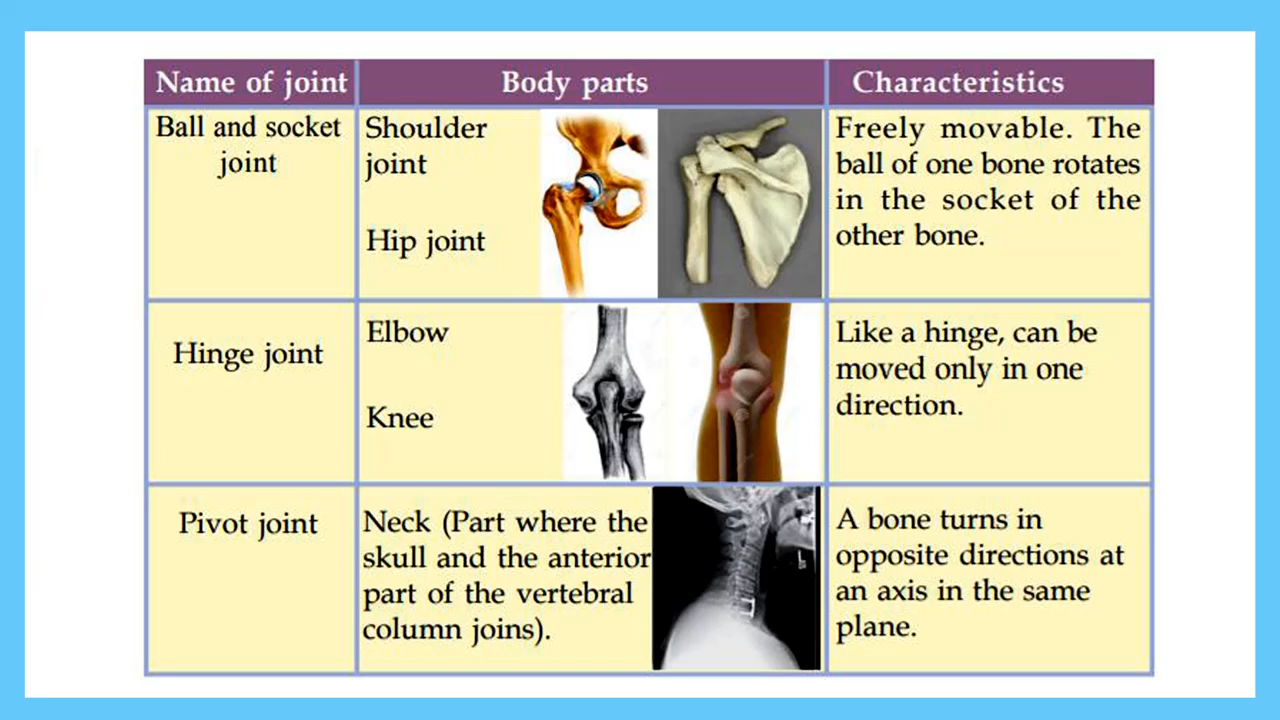 Name of joint
Body parts
Characteristics
Ball and socket
joint
Shoulder
joint
Hip joint
Freely movable. The
ball of one bone rotates
in the socket of the
other bone.
Hinge joint
Elbow
Knee
Like a hinge, can be
moved only in one
direction.
Pivot joint
Neck (Part where the
skull and the anterior
part of the vertebral
column joins).
A bone turns in
opposite directions at
an axis in the same
plane.